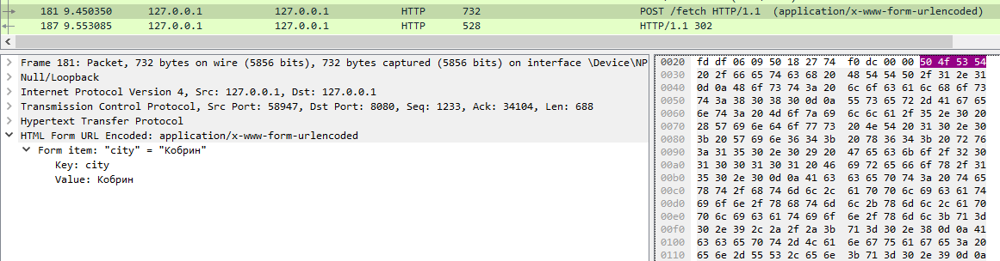 181 9.450350 127.0.0.1 127.0.0.1 HTTP 732 POST /fetch HTTP/1.1 (application/x-www-form-urlencoded)
187 9.553085 127.0.0.1 127.0.0.1 HTTP 528 HTTP/1.1 302
Frame 181: Packet, 732 bytes on wire (5856 bits), 732 bytes captured (5856 bits) on interface \Device\NP
Null/Loopback
Internet Protocol Version 4, Src: 127.0.0.1, Dst: 127.0.0.1
Transmission Control Protocol, Src Port: 58947, Dst Port: 8080, Seq: 1233, Ack: 34104, Len: 688
Hypertext Transfer Protocol
HTML Form URL Encoded: application/x-www-form-urlencoded
Form item: "city" = "Кобрин"
Key: city
Value: Кобрин
0020 fd df 06 09 50 18 27 74 f0 dc 00 00 50 4f 53 54
0030 20 2f 66 65 74 63 68 20 48 54 54 50 2f 31 2e 31
0040 0d 0a 48 6f 73 74 3a 20 6c 6f 63 61 6c 68 6f 73
0050 74 3a 38 30 38 30 0d 0a 55 73 65 72 2d 41 67 65
0060 6e 74 3a 20 4d 6f 7a 69 6c 6c 61 2f 35 2e 30 20
0070 28 57 69 6e 64 6f 77 73 20 4e 54 20 31 30 2e 30
0080 3b 20 57 69 6e 36 34 3b 20 78 36 34 3b 20 72 76
0090 3a 31 35 30 2e 30 29 20 47 65 63 6b 6f 2f 32 30
00a0 31 30 30 31 30 31 20 46 69 72 65 66 6f 78 2f 31
00b0 35 30 2e 30 0d 0a 41 63 63 65 70 74 3a 20 74 65
00c0 78 74 2f 68 74 6d 6c 2c 61 70 70 6c 69 63 61 74
00d0 69 6f 6e 2f 78 68 74 6d 6c 2b 78 6d 6c 2c 61 70
00e0 70 6c 69 63 61 74 69 6f 6e 2f 78 6d 6c 3b 71 3d
00f0 30 2e 39 2c 2a 2f 2a 3b 71 3d 30 2e 38 0d 0a 41
0100 63 63 65 70 74 2d 4c 61 6e 67 75 61 67 65 3a 20
0110 65 6e 2d 55 53 2c 65 6e 3b 71 3d 30 2e 39 0d 0a